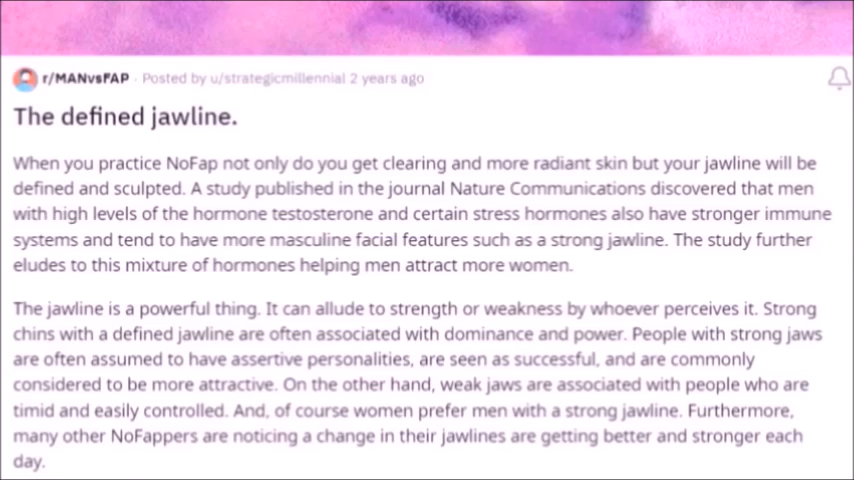 r/MANvsFAP · Posted by u/strategicmillennial 2 years ago
The defined jawline.
When you practice NoFap not only do you get clearing and more radiant skin but your jawline will be
defined and sculpted. A study published in the journal Nature Communications discovered that men
with high levels of the hormone testosterone and certain stress hormones also have stronger immune
systems and tend to have more masculine facial features such as a strong jawline. The study further
eludes to this mixture of hormones helping men attract more women.
The jawline is a powerful thing. It can allude to strength or weakness by whoever perceives it. Strong
chins with a defined jawline are often associated with dominance and power. People with strong jaws
are often assumed to have assertive personalities, are seen as successful, and are commonly
considered to be more attractive. On the other hand, weak jaws are associated with people who are
timid and easily controlled. And, of course women prefer men with a strong jawline. Furthermore,
many other NoFappers are noticing a change in their jawlines are getting better and stronger each
day.